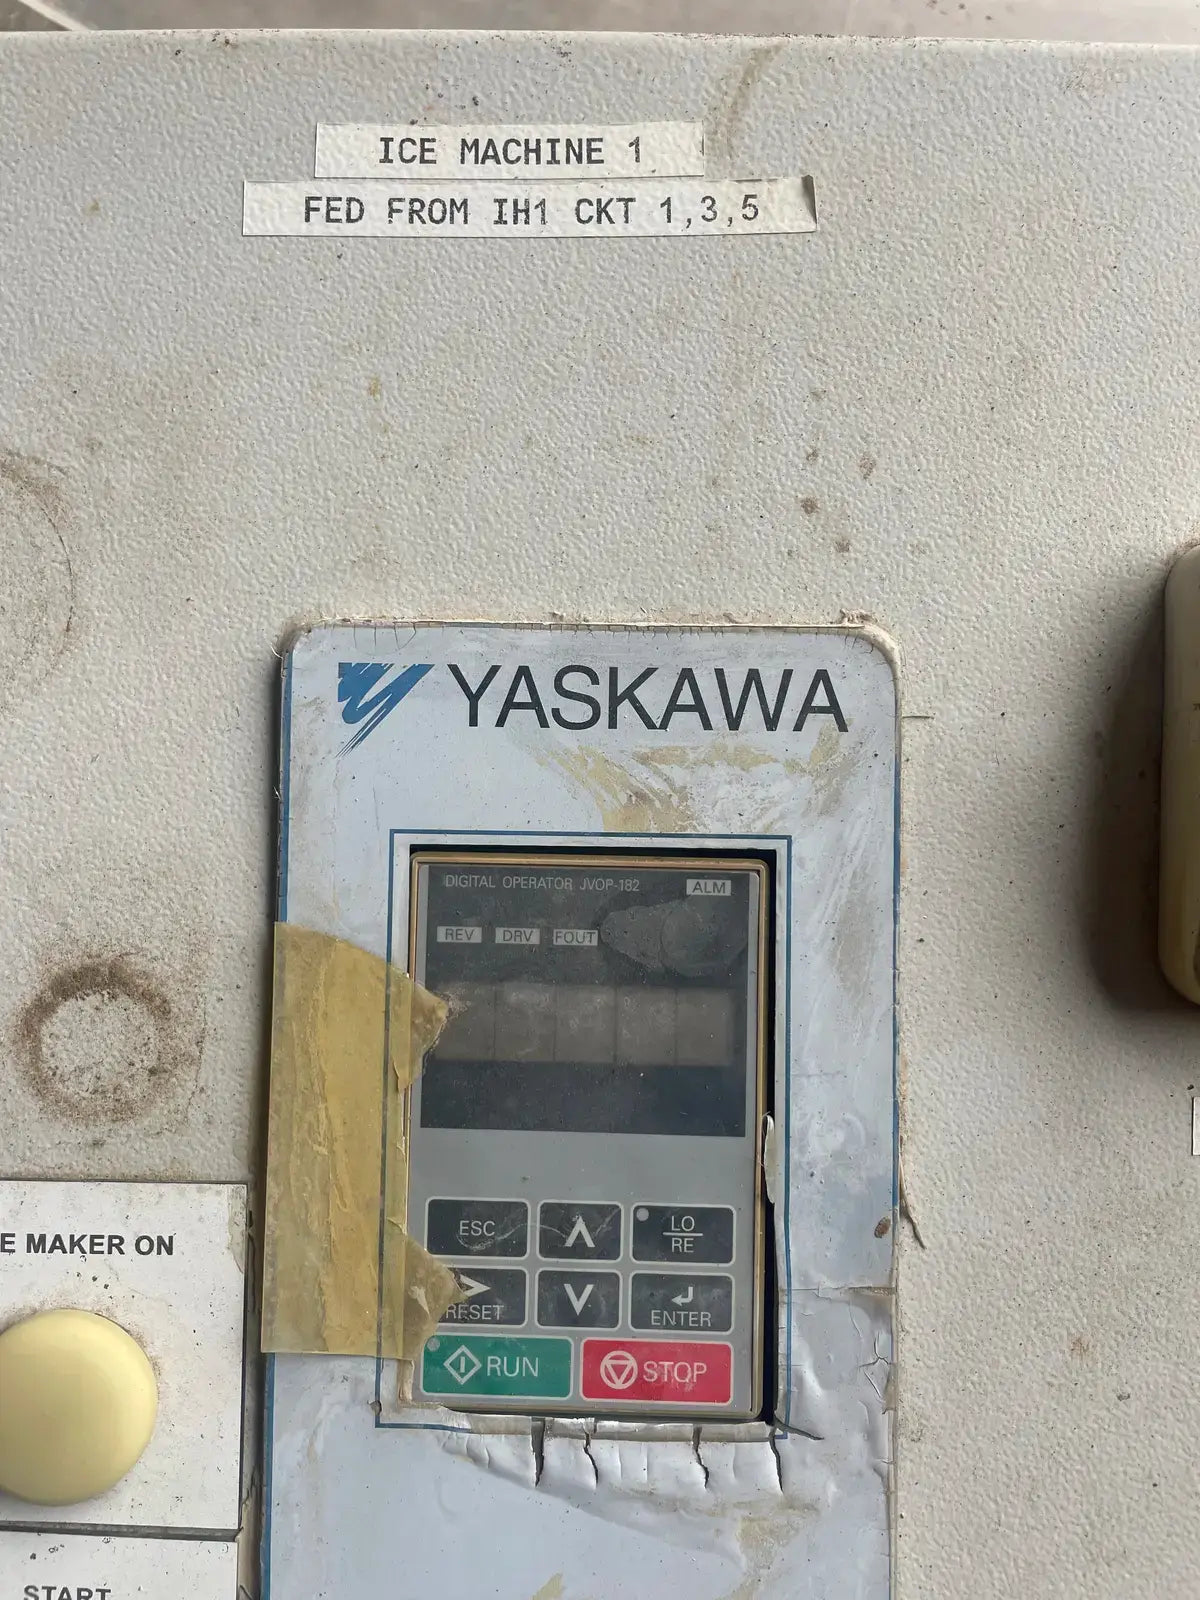 ICE MACHINE 1
FED FROM IH1 CKT 1,3,5
YASKAWA
DIGITAL OPERATOR JVOP-182
ALM
REV DRV FOUT
ESC
LO
RE
RESET
ENTER
RUN
STOP
E MAKER ON
START